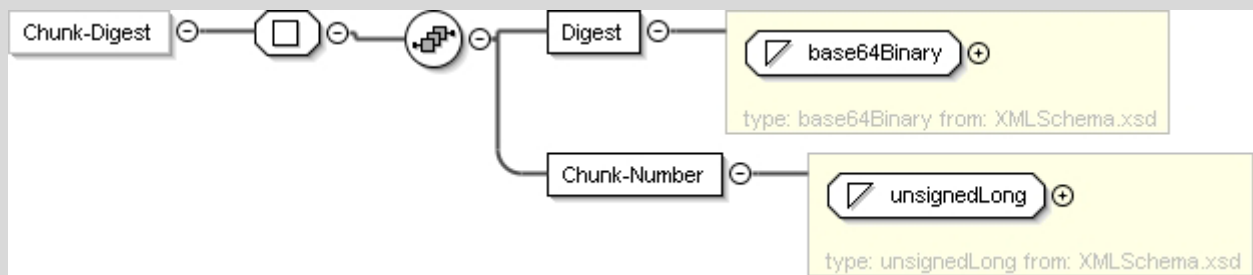 Chunk-Digest
Digest
base64Binary
type: base64Binary from: XMLSchema.xsd
Chunk-Number
unsignedLong
type: unsignedLong from: XMLSchema.xsd